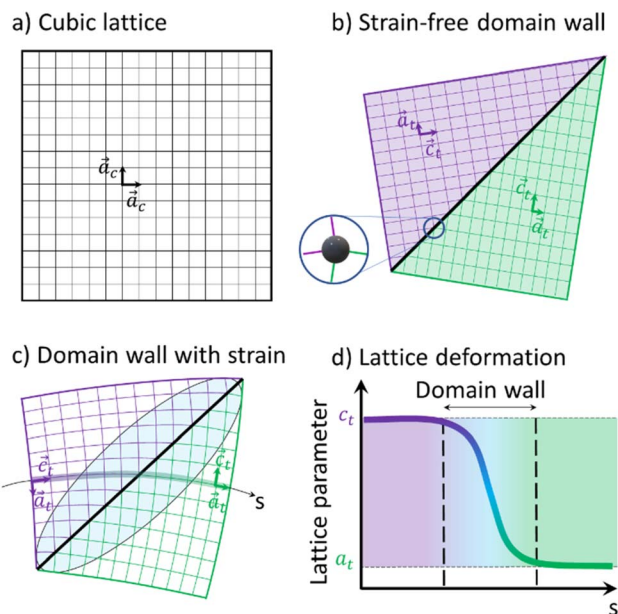 a) Cubic lattice
b) Strain-free domain wall
a⃗c
a⃗c
a⃗t
c⃗t
c⃗t
a⃗t
c) Domain wall with strain
d) Lattice deformation
c⃗t
a⃗t
c⃗t
a⃗t
s
Domain wall
Lattice parameter
ct
at
s